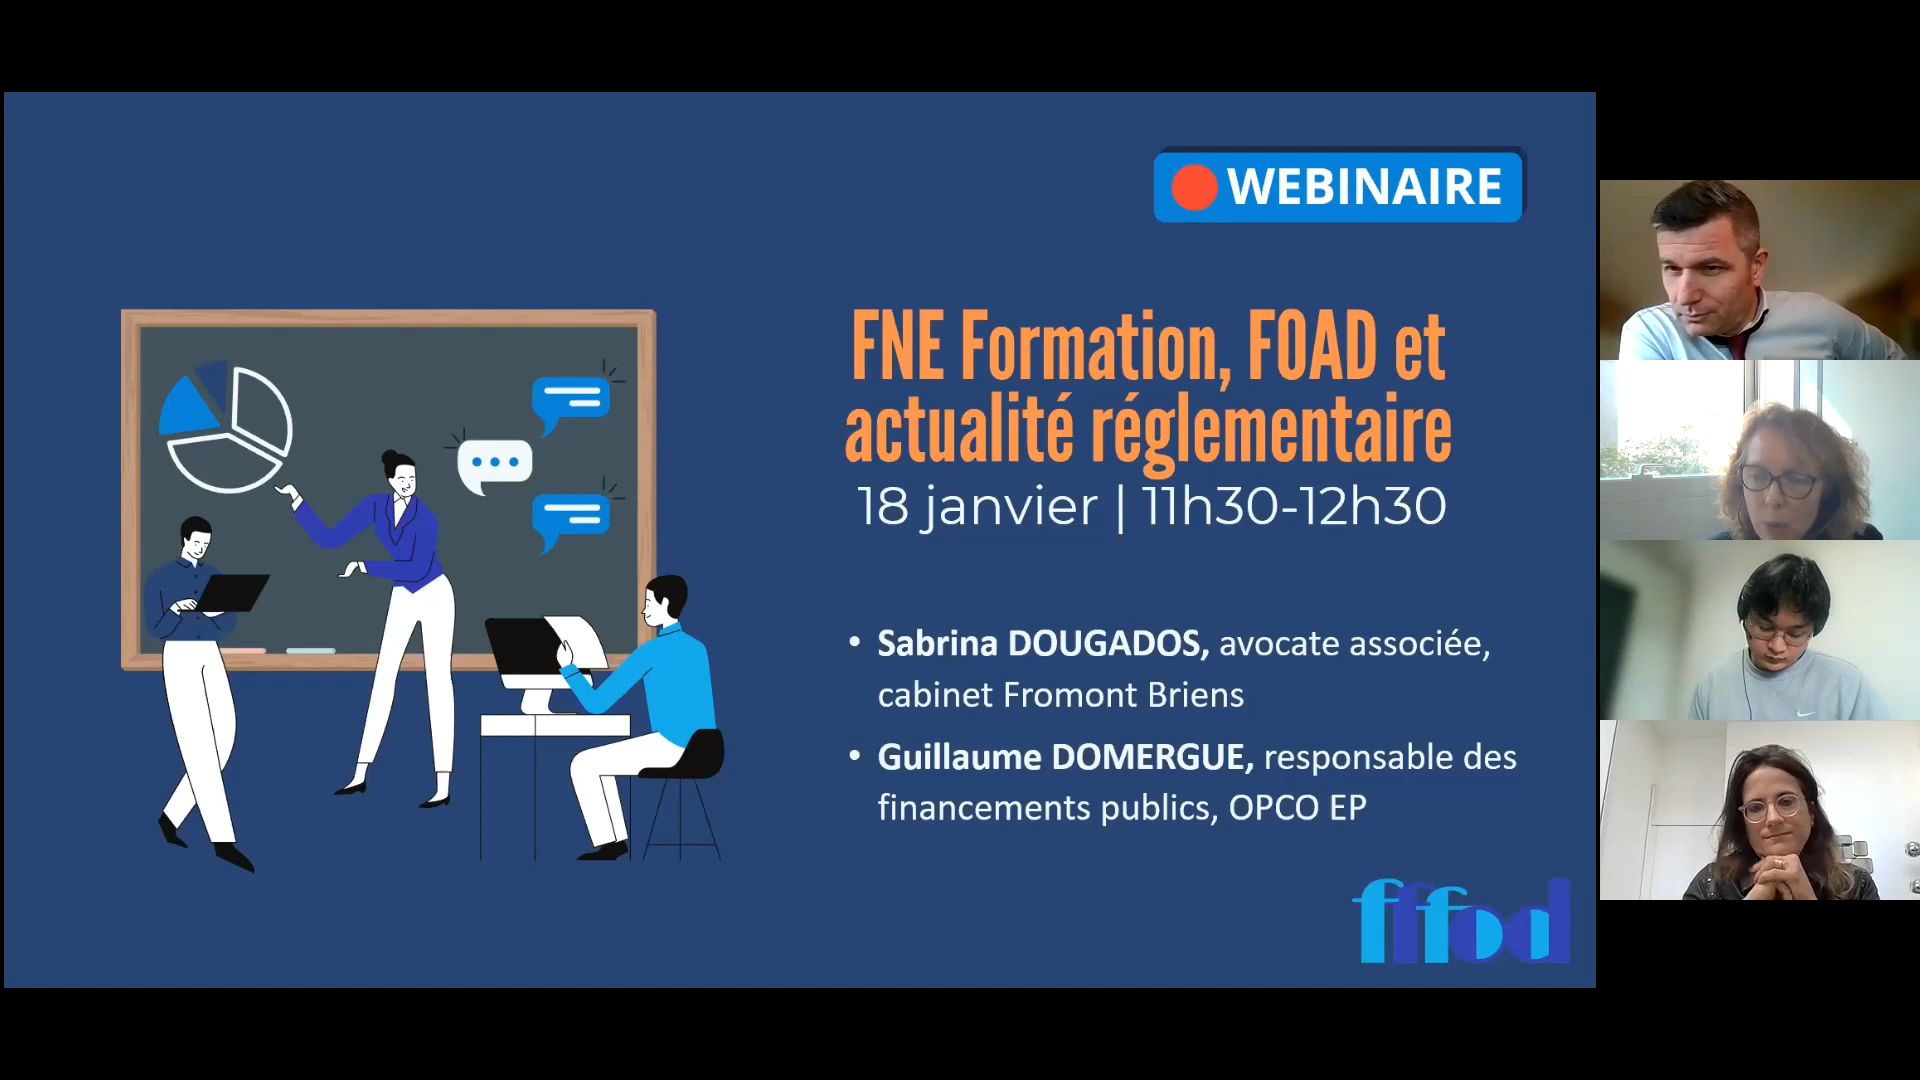 WEBINAIRE
FNE Formation, FOAD et
actualité réglementaire
18 janvier | 11h30-12h30
• Sabrina DOUGADOS, avocate associée,
cabinet Fromont Briens
• Guillaume DOMERGUE, responsable des
financements publics, OPCO EP
fffod